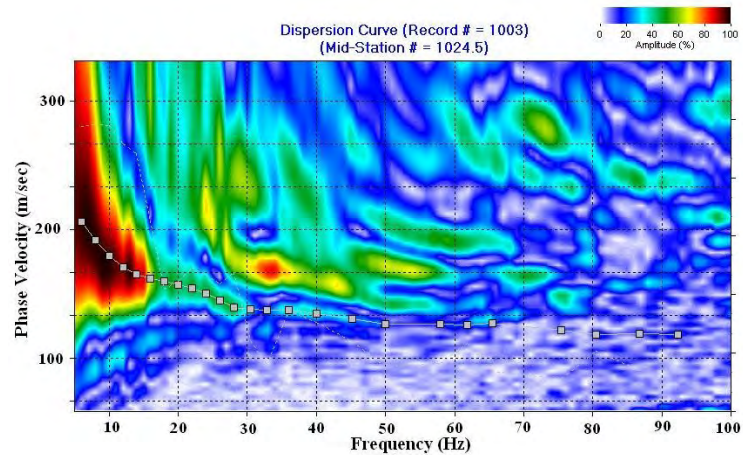 Dispersion Curve (Record # = 1003)
(Mid-Station # = 1024.5)
0 20 40 60 80 100
Amplitude (%)
Phase Velocity (m/sec)
300
200
100
10 20 30 40 50 60 70 80 90 100
Frequency (Hz)